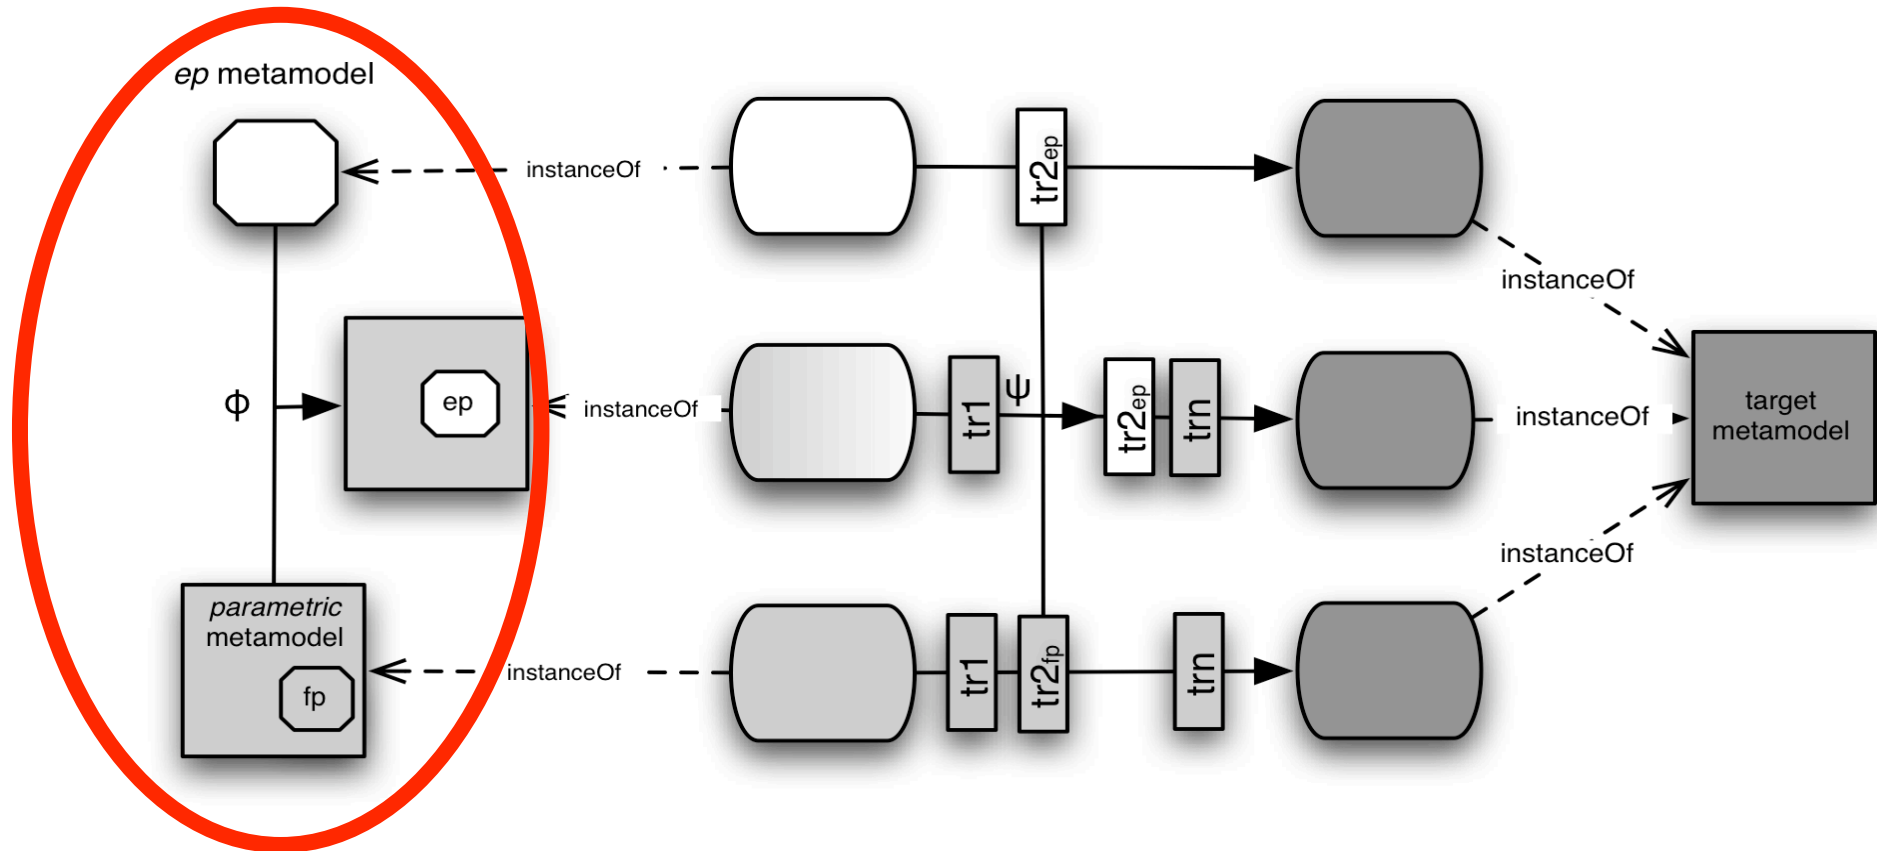 ep metamodel
instanceOf
tr2ep
instanceOf
ϕ
ep
instanceOf
tr1
ψ
tr2ep
trn
instanceOf
target
metamodel
instanceOf
parametric
metamodel
fp
instanceOf
tr1
tr2fp
trn